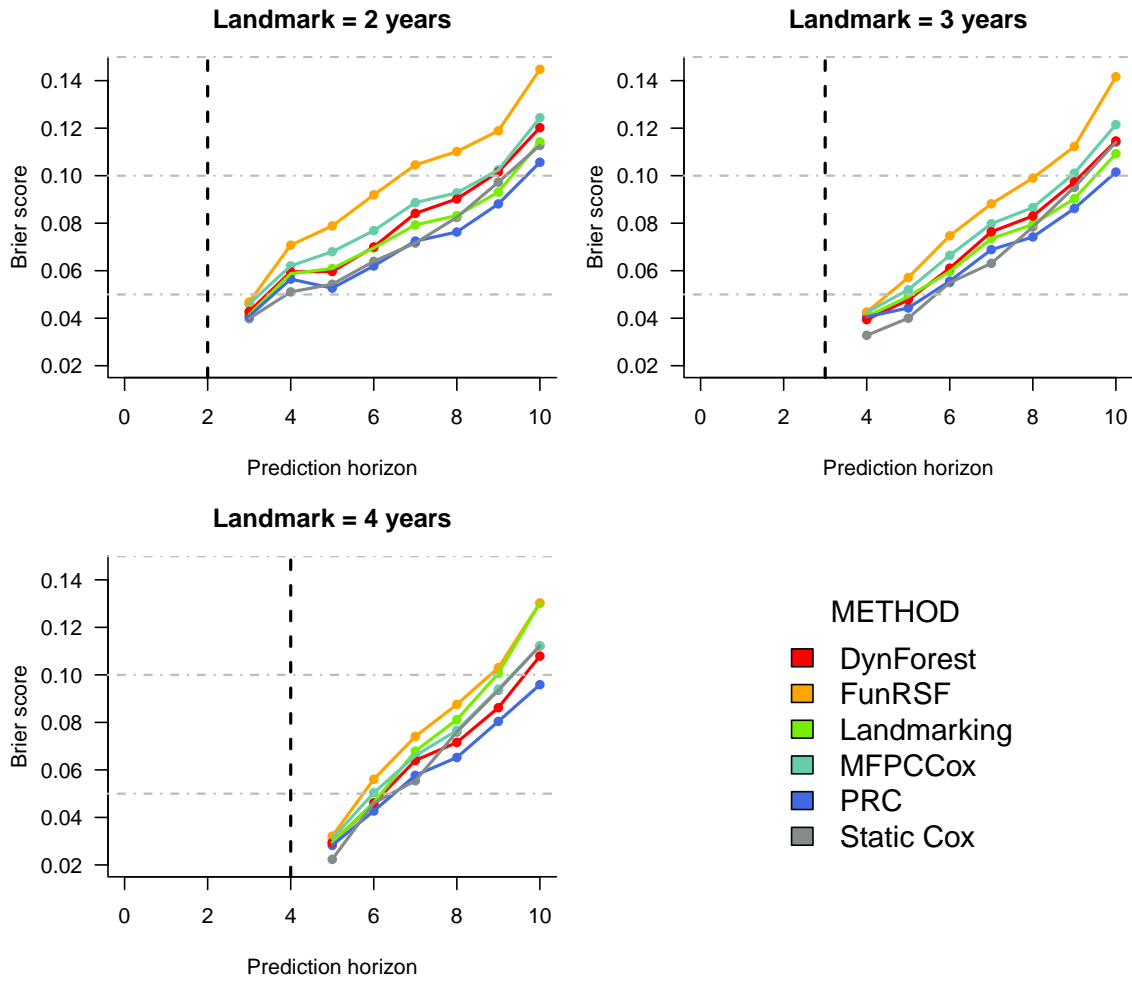 Landmark = 2 years
Brier score
0.14
0.12
0.10
0.08
0.06
0.04
0.02
0 2 4 6 8 10
Prediction horizon
Landmark = 3 years
Brier score
0.14
0.12
0.10
0.08
0.06
0.04
0.02
0 2 4 6 8 10
Prediction horizon
Landmark = 4 years
Brier score
0.14
0.12
0.10
0.08
0.06
0.04
0.02
0 2 4 6 8 10
Prediction horizon
METHOD
DynForest
FunRSF
Landmarking
MFPCCox
PRC
Static Cox